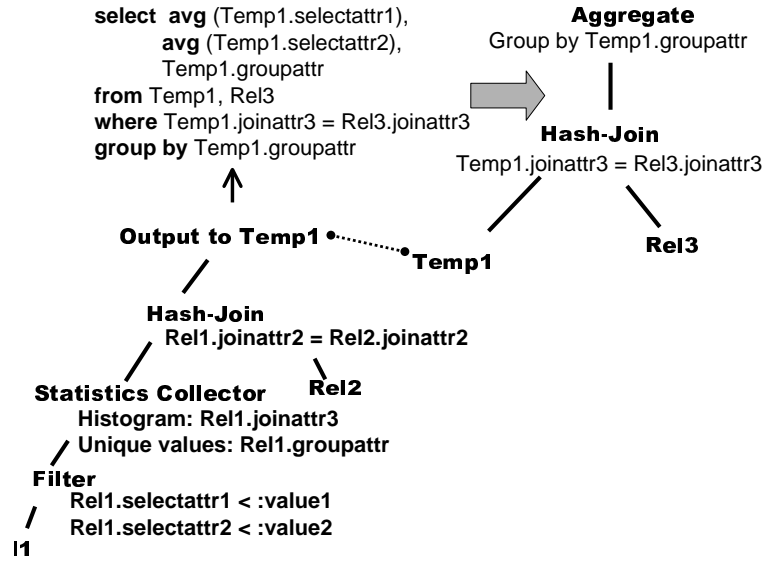 select avg (Temp1.selectattr1),
avg (Temp1.selectattr2),
Temp1.groupattr
from Temp1, Rel3
where Temp1.joinattr3 = Rel3.joinattr3
group by Temp1.groupattr
Aggregate
Group by Temp1.groupattr
Hash-Join
Temp1.joinattr3 = Rel3.joinattr3
Output to Temp1
Temp1
Rel3
Hash-Join
Rel1.joinattr2 = Rel2.joinattr2
Statistics Collector
Rel2
Histogram: Rel1.joinattr3
Unique values: Rel1.groupattr
Filter
Rel1.selectattr1 < :value1
Rel1.selectattr2 < :value2
l1